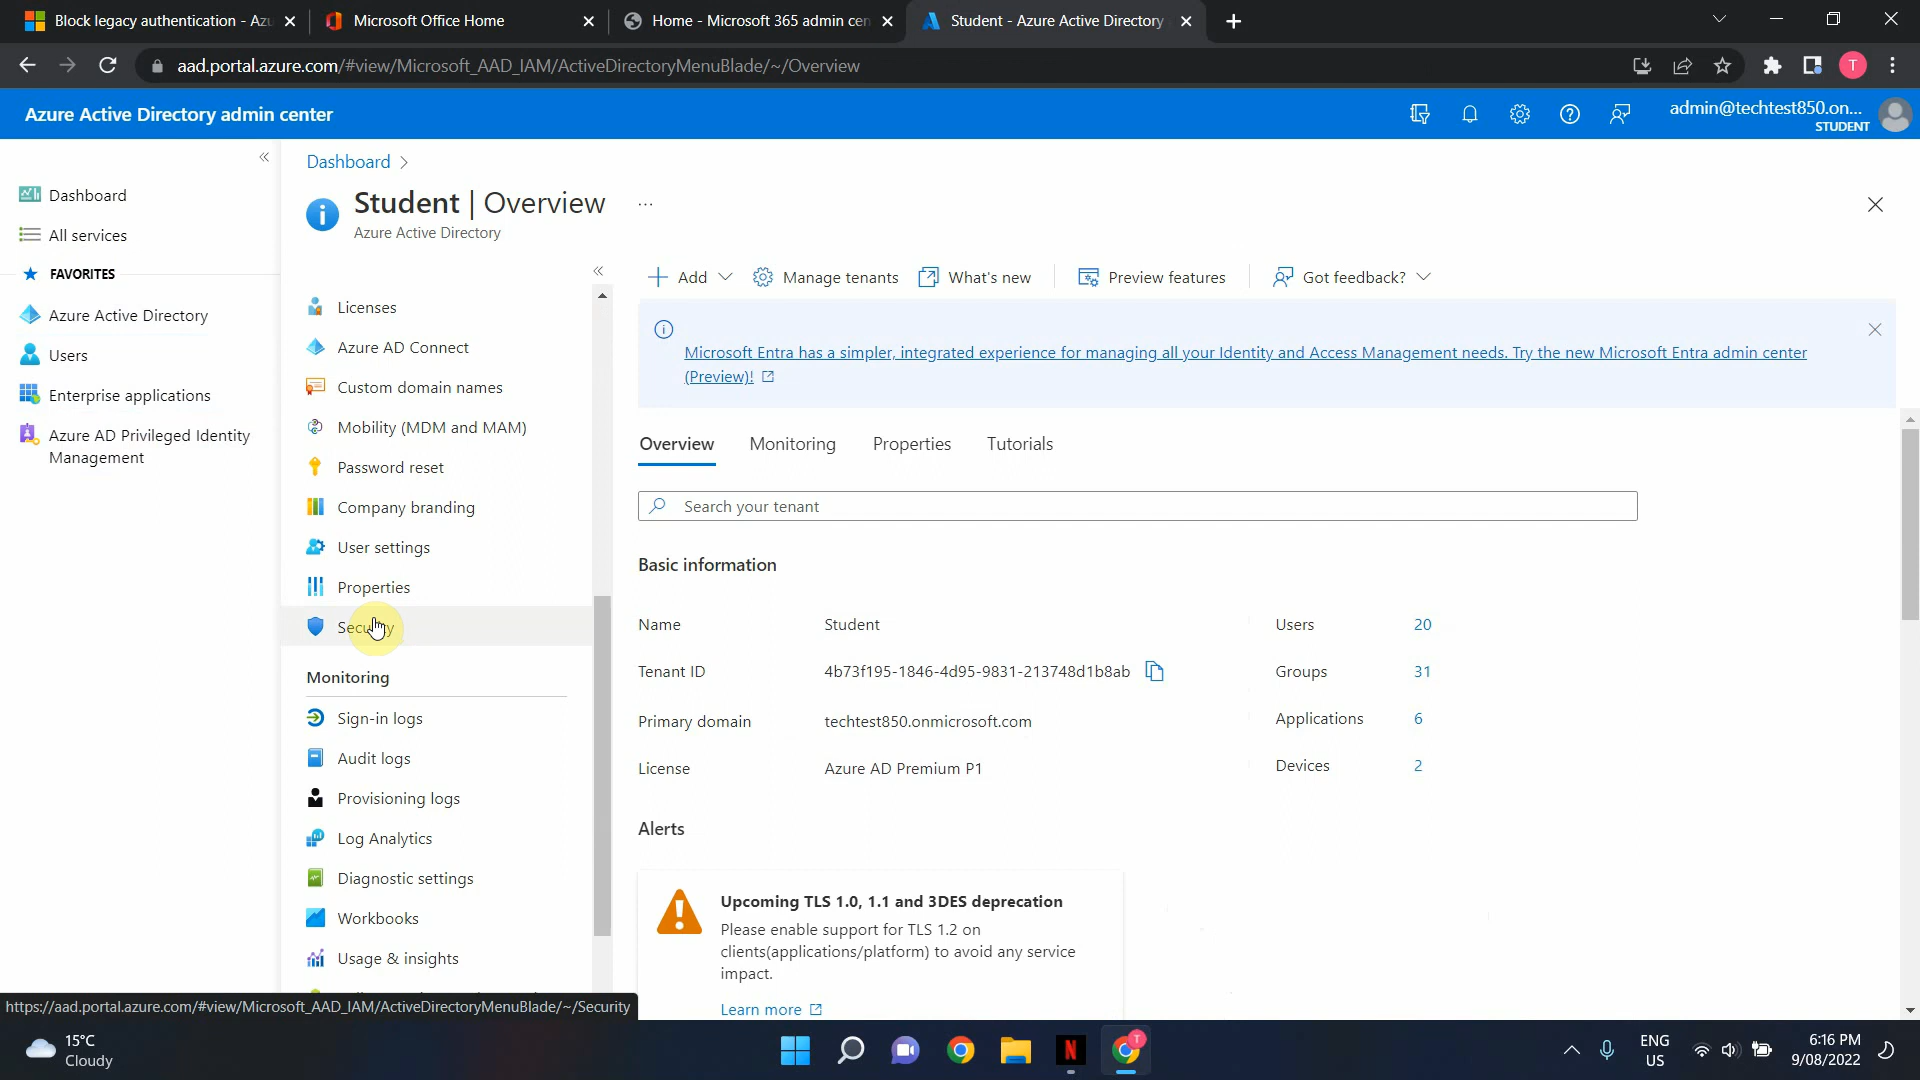 Block legacy authentication - Azu
Microsoft Office Home
Home - Microsoft 365 admin cen
Student - Azure Active Directory
aad.portal.azure.com/#view/Microsoft_AAD_IAM/ActiveDirectoryMenuBlade/~/Overview
T
Azure Active Directory admin center
admin@techtest850.on...
STUDENT
Dashboard
All services
FAVORITES
Azure Active Directory
Users
Enterprise applications
Azure AD Privileged Identity
Management
Dashboard >
Student | Overview ...
Azure Active Directory
Licenses
Azure AD Connect
Custom domain names
Mobility (MDM and MAM)
Password reset
Company branding
User settings
Properties
Security
Monitoring
Sign-in logs
Audit logs
Provisioning logs
Log Analytics
Diagnostic settings
Workbooks
Usage & insights
Add
Manage tenants
What's new
Preview features
Got feedback?
Microsoft Entra has a simpler, integrated experience for managing all your Identity and Access Management needs. Try the new Microsoft Entra admin center
(Preview)!
Overview
Monitoring
Properties
Tutorials
Search your tenant
Basic information
Name Student Users 20
Tenant ID 4b73f195-1846-4d95-9831-213748d1b8ab Groups 31
Primary domain techtest850.onmicrosoft.com Applications 6
License Azure AD Premium P1 Devices 2
Alerts
Upcoming TLS 1.0, 1.1 and 3DES deprecation
Please enable support for TLS 1.2 on
clients(applications/platform) to avoid any service
impact.
Learn more
https://aad.portal.azure.com/#view/Microsoft_AAD_IAM/ActiveDirectoryMenuBlade/~/Security
15°C
Cloudy
N
T
ENG
US
6:16 PM
9/08/2022